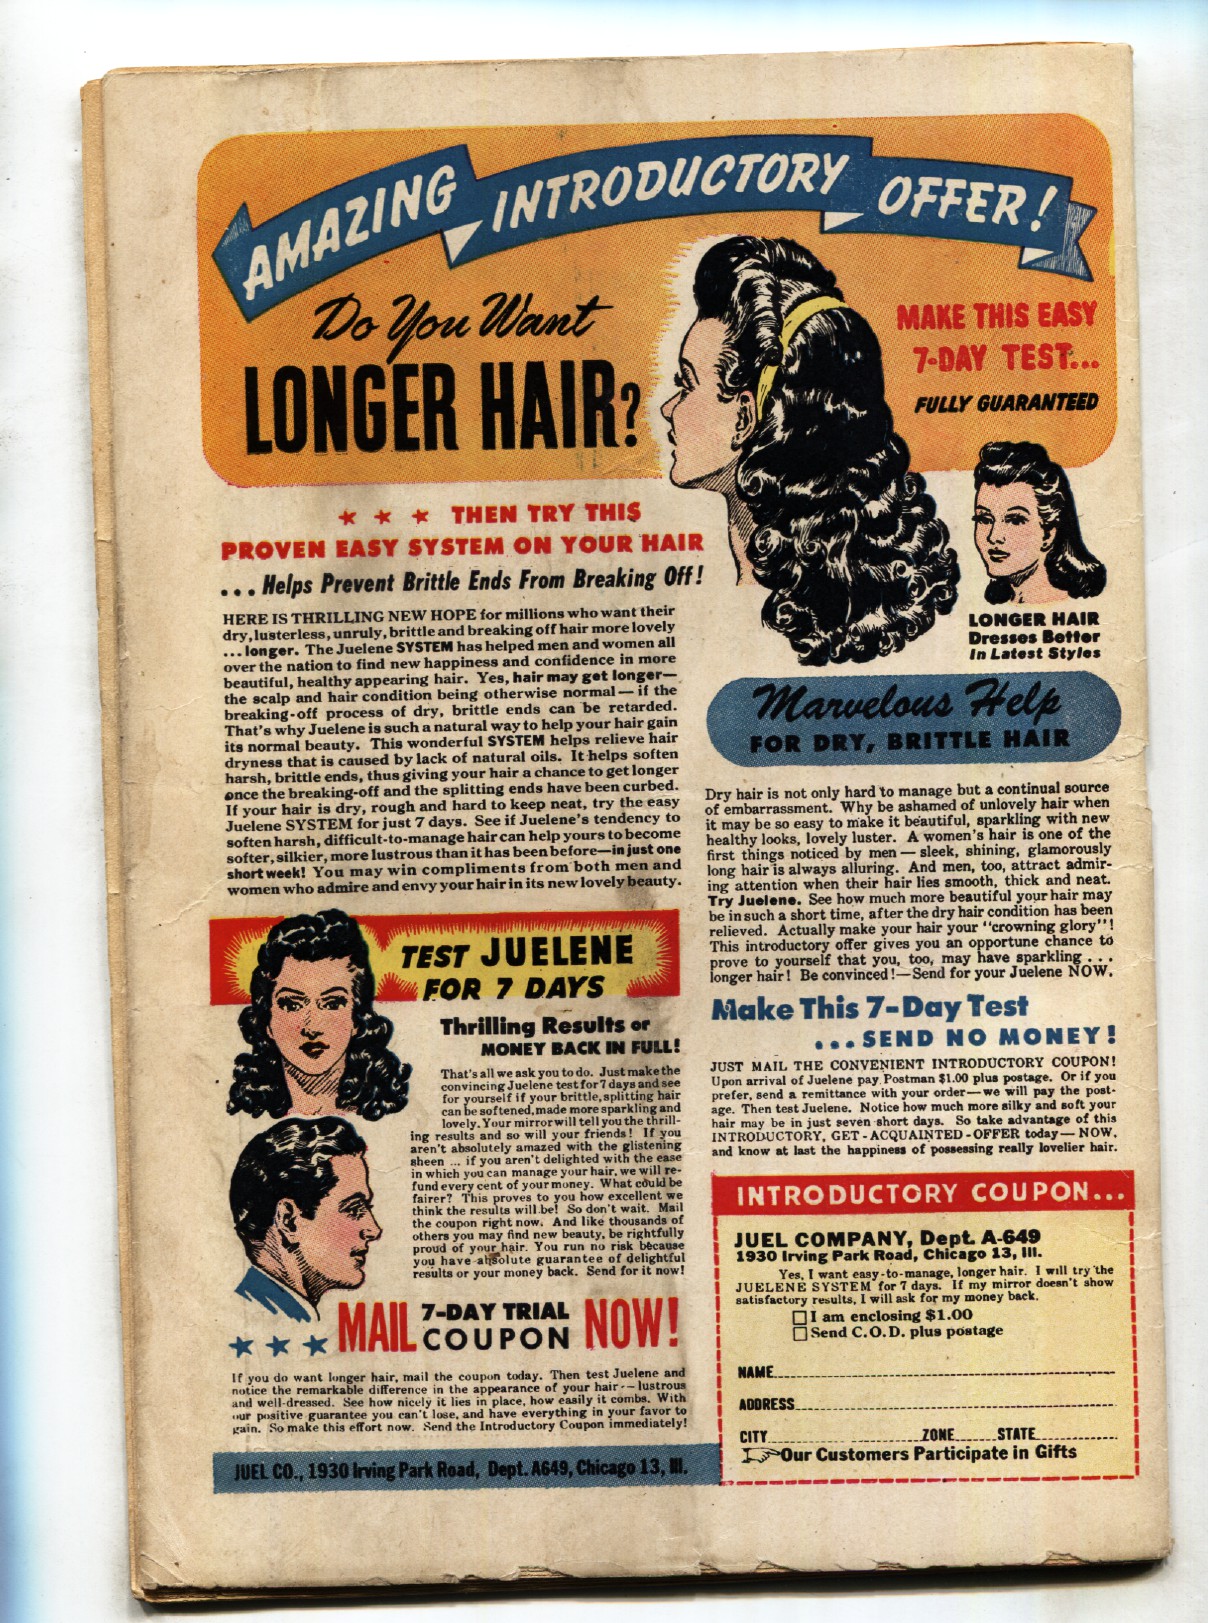 AMAZING INTRODUCTORY OFFER!
Do You Want
LONGER HAIR?
MAKE THIS EASY
7-DAY TEST...
FULLY GUARANTEED
THEN TRY THIS
PROVEN EASY SYSTEM ON YOUR HAIR
...Helps Prevent Brittle Ends From Breaking Off!
HERE IS THRILLING NEW HOPE for millions who want their
dry, lusterless, unruly, brittle and breaking off hair more lovely
...longer. The Juelene SYSTEM has helped men and women all
over the nation to find new happiness and confidence in more
beautiful, healthy appearing hair. Yes, hair may get longer—
the scalp and hair condition being otherwise normal — if the
breaking-off process of dry, brittle ends can be retarded.
That's why Juelene is such a natural way to help your hair gain
its normal beauty. This wonderful SYSTEM helps relieve hair
dryness that is caused by lack of natural oils. It helps soften
harsh, brittle ends, thus giving your hair a chance to get longer
once the breaking-off and the splitting ends have been curbed.
If your hair is dry, rough and hard to keep neat, try the easy
Juelene SYSTEM for just 7 days. See if Juelene's tendency to
soften harsh, difficult-to-manage hair can help yours to become
softer, silkier, more lustrous than it has been before—in just one
short week! You may win compliments from both men and
women who admire and envy your hair in its new lovely beauty.
TEST JUELENE
FOR 7 DAYS
Thrilling Results or
MONEY BACK IN FULL!
That's all we ask you to do. Just make the
convincing Juelene test for 7 days and see
for yourself if your brittle, splitting hair
can be softened, made more sparkling and
lovely. Your mirror will tell you the thrill-
ing results and so will your friends! If you
aren't absolutely amazed with the glistening
sheen ... if you aren't delighted with the ease
in which you can manage your hair, we will re-
fund every cent of your money. What could be
fairer? This proves to you how excellent we
think the results will be! So don't wait. Mail
the coupon right now. And like thousands of
others you may find new beauty, be rightfully
proud of your hair. You run no risk because
you have absolute guarantee of delightful
results or your money back. Send for it now!
MAIL 7-DAY TRIAL COUPON NOW!
If you do want longer hair, mail the coupon today. Then test Juelene and
notice the remarkable difference in the appearance of your hair -- lustrous
and well-dressed. See how nicely it lies in place, how easily it combs. With
our positive guarantee you can't lose, and have everything in your favor to
gain. So make this effort now. Send the Introductory Coupon immediately!
JUEL CO., 1930 Irving Park Road, Dept. A649, Chicago 13, Ill.
LONGER HAIR
Dresses Better
In Latest Styles
Marvelous Help
FOR DRY, BRITTLE HAIR
Dry hair is not only hard to manage but a continual source
of embarrassment. Why be ashamed of unlovely hair when
it may be so easy to make it beautiful, sparkling with new
healthy looks, lovely luster. A women's hair is one of the
first things noticed by men — sleek, shining, glamorously
long hair is always alluring. And men, too, attract admir-
ing attention when their hair lies smooth, thick and neat.
Try Juelene. See how much more beautiful your hair may
be in such a short time, after the dry hair condition has been
relieved. Actually make your hair your "crowning glory"!
This introductory offer gives you an opportune chance to
prove to yourself that you, too, may have sparkling . . .
longer hair! Be convinced!—Send for your Juelene NOW.
Make This 7-Day Test
...SEND NO MONEY!
JUST MAIL THE CONVENIENT INTRODUCTORY COUPON!
Upon arrival of Juelene pay Postman $1.00 plus postage. Or if you
prefer, send a remittance with your order—we will pay the post-
age. Then test Juelene. Notice how much more silky and soft your
hair may be in just seven short days. So take advantage of this
INTRODUCTORY, GET-ACQUAINTED-OFFER today—NOW,
and know at last the happiness of possessing really lovelier hair.
INTRODUCTORY COUPON...
JUEL COMPANY, Dept. A-649
1930 Irving Park Road, Chicago 13, Ill.
Yes, I want easy-to-manage, longer hair. I will try the
JUELENE SYSTEM for 7 days. If my mirror doesn't show
satisfactory results, I will ask for my money back.
I am enclosing $1.00
Send C.O.D. plus postage
NAME
ADDRESS
CITY ZONE STATE
Our Customers Participate in Gifts